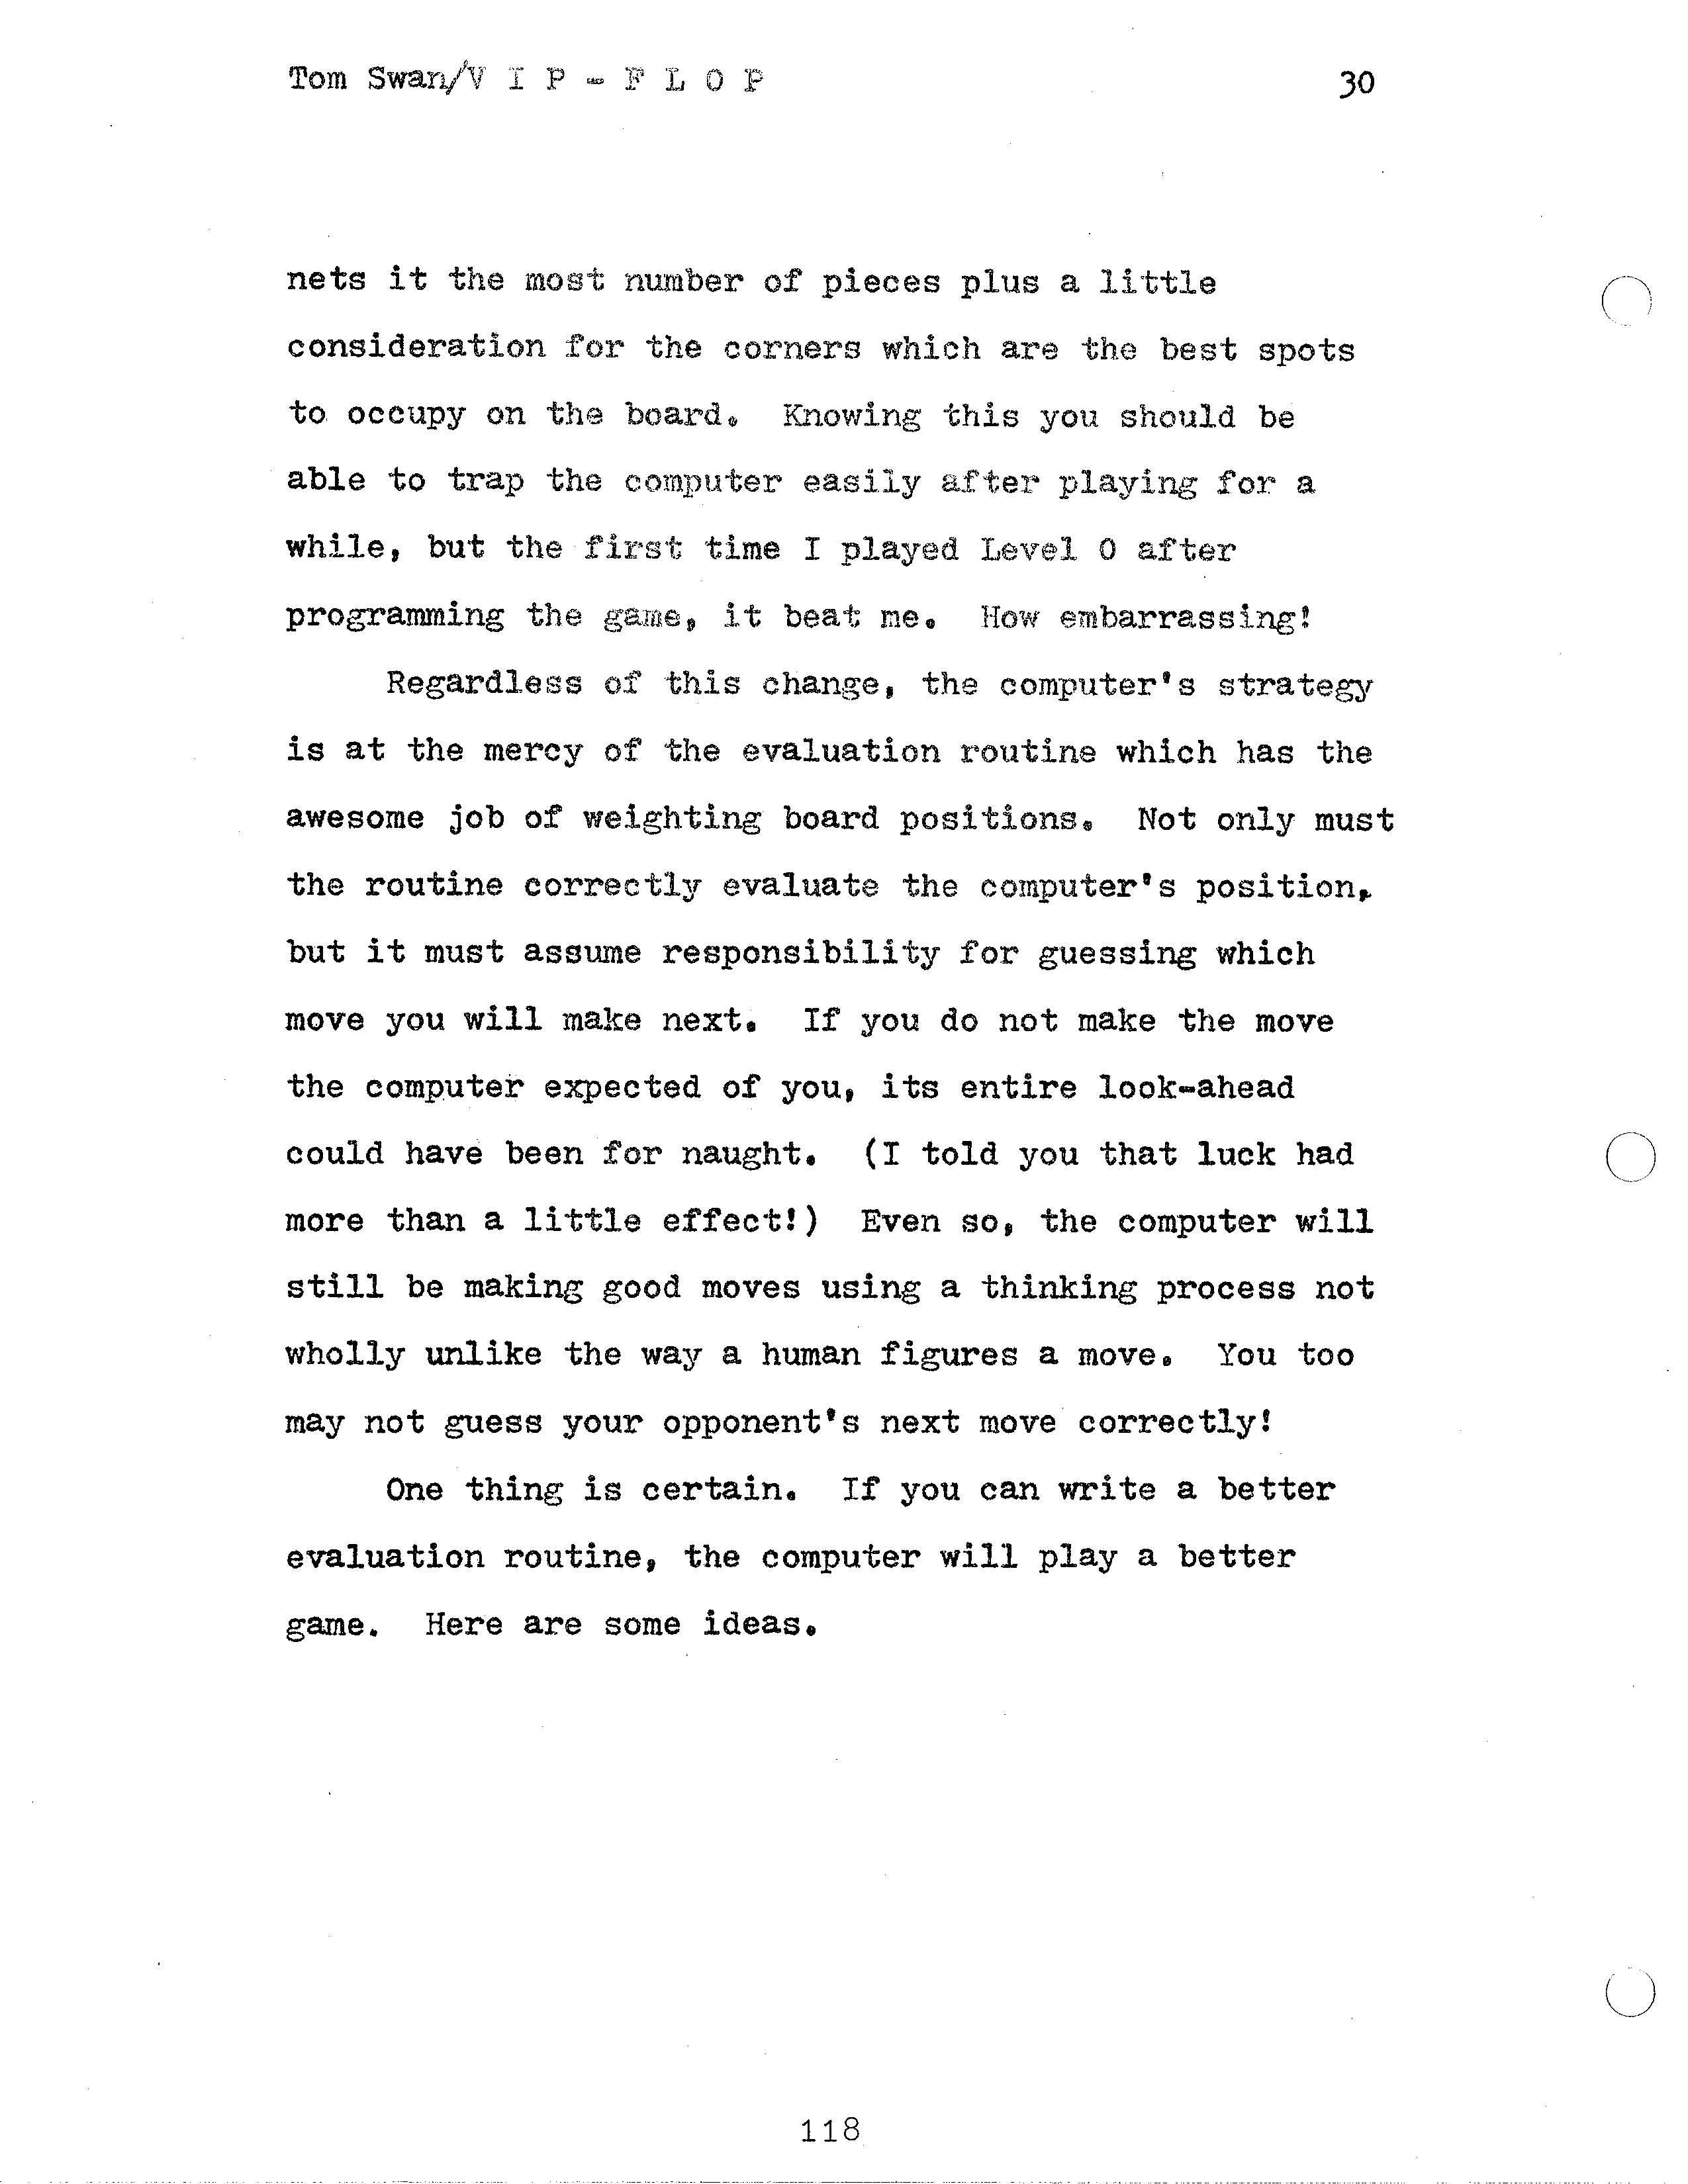 Tom Swan/V I P - F L O P 30
nets it the most number of pieces plus a little
consideration for the corners which are the best spots
to occupy on the board.  Knowing this you should be
able to trap the computer easily after playing for a
while, but the first time I played Level 0 after
programming the game, it beat me.  How embarrassing!
Regardless of this change, the computer's strategy
is at the mercy of the evaluation routine which has the
awesome job of weighting board positions.  Not only must
the routine correctly evaluate the computer's position,
but it must assume responsibility for guessing which
move you will make next.  If you do not make the move
the computer expected of you, its entire look-ahead
could have been for naught.  (I told you that luck had
more than a little effect!)  Even so, the computer will
still be making good moves using a thinking process not
wholly unlike the way a human figures a move.  You too
may not guess your opponent's next move correctly!
One thing is certain.  If you can write a better
evaluation routine, the computer will play a better
game.  Here are some ideas.
118